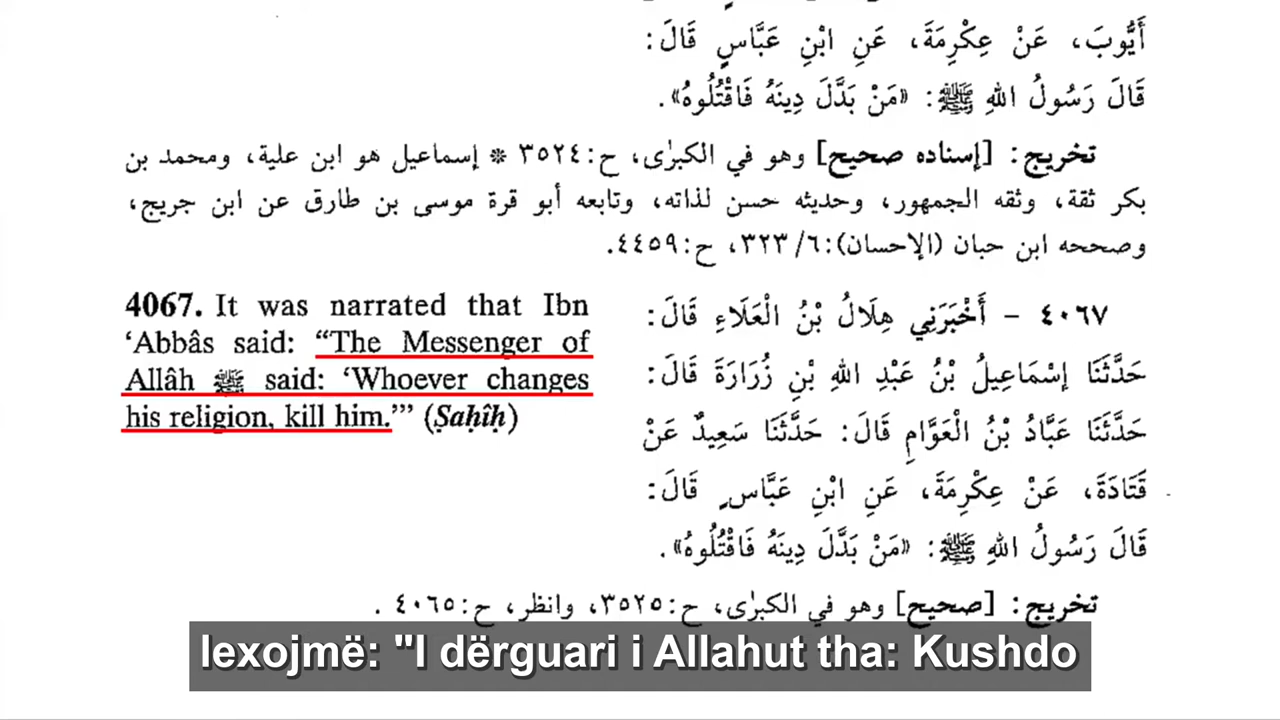 أَيُّوبَ، عَنْ عِكْرِمَةَ، عَنِ ابْنِ عَبَّاسٍ قَالَ:
قَالَ رَسُولُ اللهِ ﷺ: «مَنْ بَدَّلَ دِينَهُ فَاقْتُلُوهُ».
تخريج: [إسناده صحيح] وهو في الكبرٰى، ح:٣٥٢٤ * إسماعيل هو ابن علية، ومحمد بن
بكر ثقة، وثقه الجمهور، وحديثه حسن لذاته، وتابعه أبو قرة موسى بن طارق عن ابن جريج،
وصححه ابن حبان (الإحسان):٦/ ٣٢٣، ح:٤٤٥٩.
4067. It was narrated that Ibn
‘Abbâs said: “The Messenger of
Allâh ﷺ said: ‘Whoever changes
his religion, kill him.’” (Ṣaḥîḥ)
٤٠٦٧ - أَخْبَرَنِي هِلَالُ بْنُ الْعَلَاءِ قَالَ:
حَدَّثَنَا إِسْمَاعِيلُ بْنُ عَبْدِ اللهِ بْنِ زُرَارَةَ قَالَ:
حَدَّثَنَا عَبَّادُ بْنُ الْعَوَّامِ قَالَ: حَدَّثَنَا سَعِيدٌ عَنْ
قَتَادَةَ، عَنْ عِكْرِمَةَ، عَنِ ابْنِ عَبَّاسٍ قَالَ:
قَالَ رَسُولُ اللهِ ﷺ: «مَنْ بَدَّلَ دِينَهُ فَاقْتُلُوهُ».
تخريج: [صحيح] وهو في الكبرٰى، ح:٣٥٢٥، وانظر، ح:٤٠٦٥ .
lexojmë: "I dërguari i Allahut tha: Kushdo